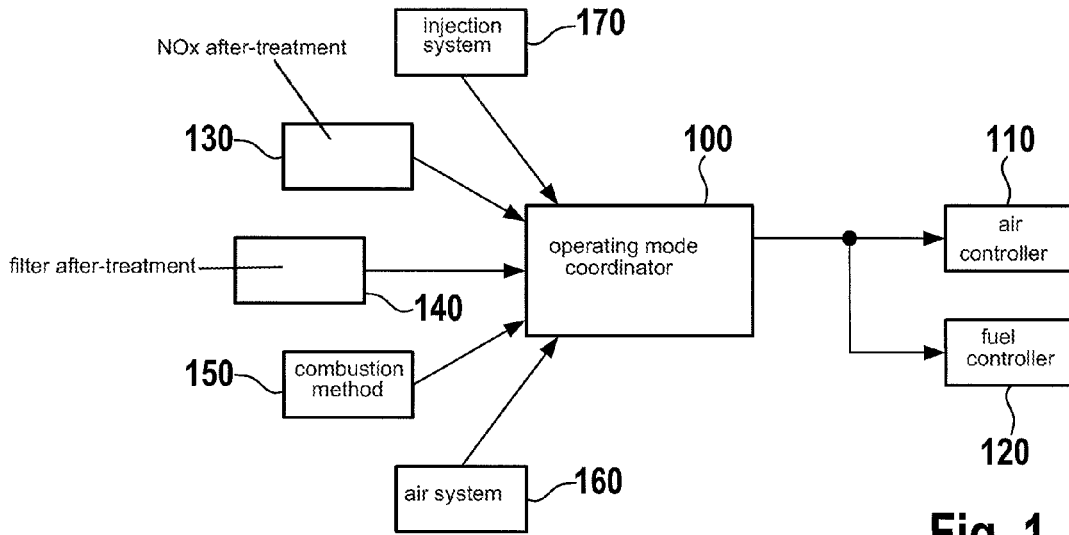 injection
system
170
NOx after-treatment
130
100
110
operating mode
coordinator
air
controller
filter after-treatment
140
150
combustion
method
fuel
controller
120
air system
160
Fig. 1